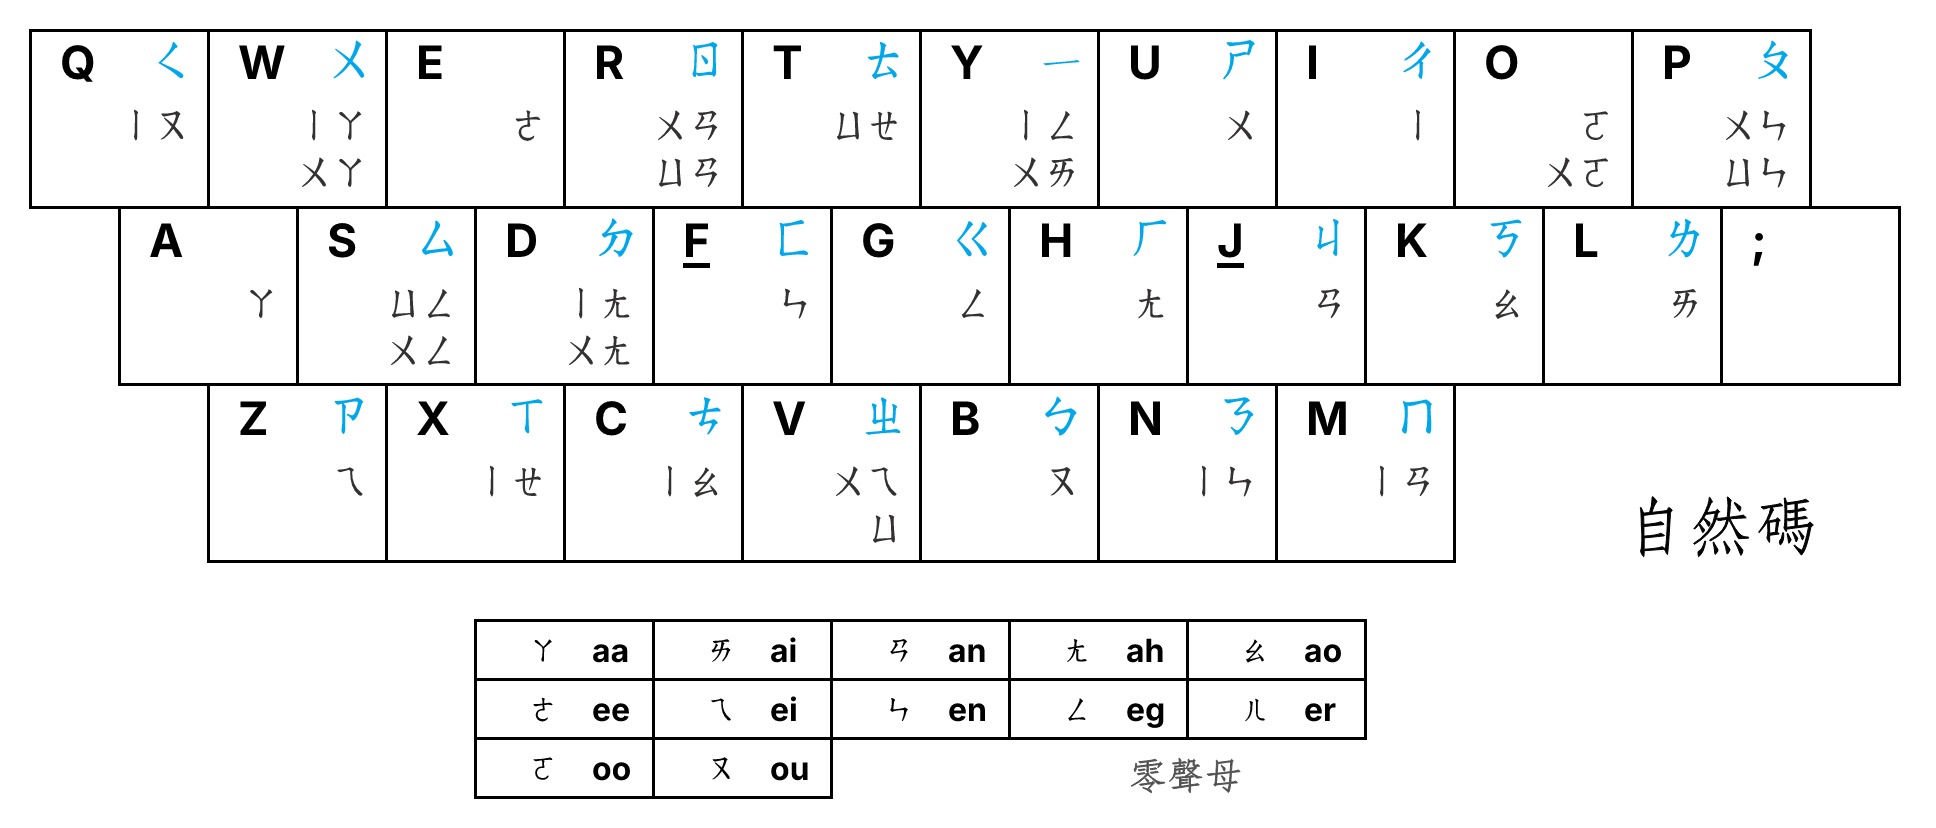 Q ㄑ W ㄨ E R ㄖ T ㄊ Y ㄧ U ㄕ I ㄔ O P ㄆ
ㄧㄡ ㄧㄚ ㄜ ㄨㄢ ㄩㄝ ㄧㄥ ㄨ ㄧ ㄛ ㄨㄣ
ㄨㄚ ㄩㄢ ㄨㄞ ㄨㄛ ㄩㄣ
A S ㄙ D ㄉ F ㄈ G ㄍ H ㄏ J ㄐ K ㄎ L ㄌ ;
ㄚ ㄩㄥ ㄧㄤ ㄣ ㄥ ㄤ ㄢ ㄠ ㄞ
ㄨㄥ ㄨㄤ
Z ㄗ X ㄒ C ㄘ V ㄓ B ㄅ N ㄋ M ㄇ
ㄟ ㄧㄝ ㄧㄠ ㄨㄟ ㄡ ㄧㄣ ㄧㄢ
ㄩ
自然碼
ㄚ aa ㄞ ai ㄢ an ㄤ ah ㄠ ao
ㄜ ee ㄟ ei ㄣ en ㄥ eg ㄦ er
ㄛ oo ㄡ ou
零聲母